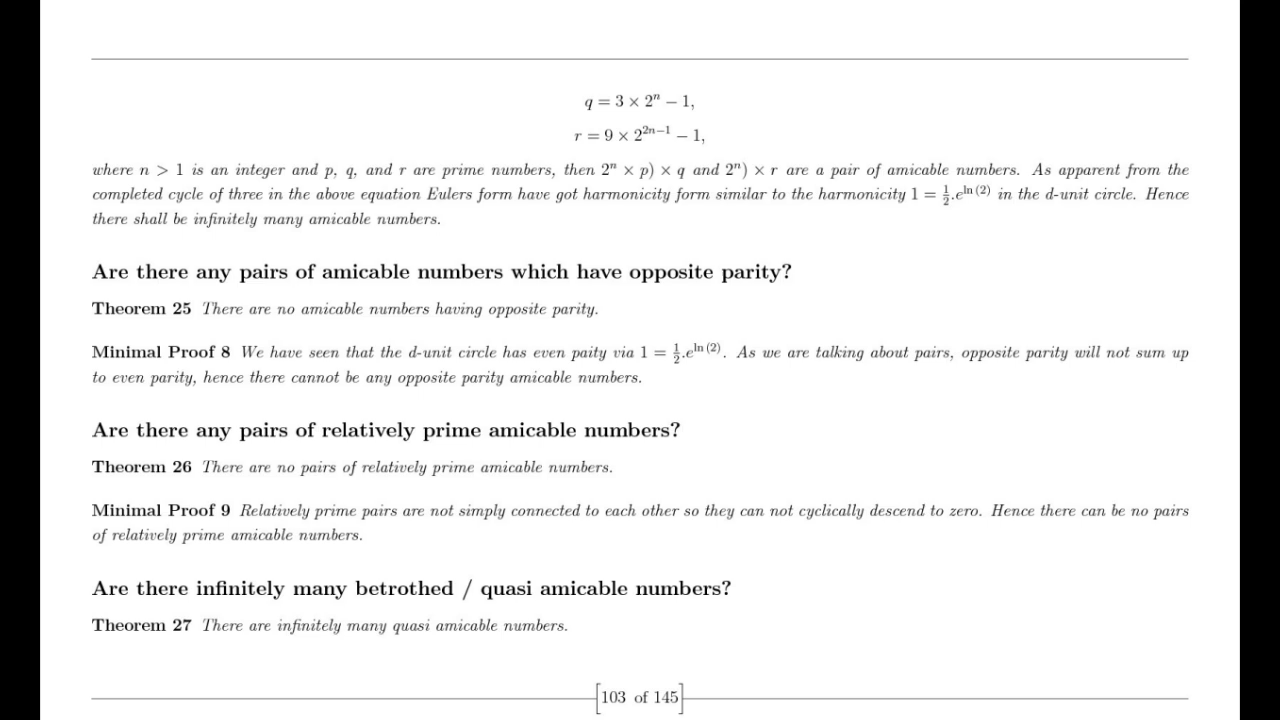 q = 3 × 2ⁿ − 1,
r = 9 × 2²ⁿ⁻¹ − 1,
where n > 1 is an integer and p, q, and r are prime numbers, then 2ⁿ × p) × q and 2ⁿ) × r are a pair of amicable numbers. As apparent from the
completed cycle of three in the above equation Eulers form have got harmonicity form similar to the harmonicity 1 = ½.e^ln (2) in the d-unit circle. Hence
there shall be infinitely many amicable numbers.
Are there any pairs of amicable numbers which have opposite parity?
Theorem 25 There are no amicable numbers having opposite parity.
Minimal Proof 8 We have seen that the d-unit circle has even paity via 1 = ½.e^ln (2). As we are talking about pairs, opposite parity will not sum up
to even parity, hence there cannot be any opposite parity amicable numbers.
Are there any pairs of relatively prime amicable numbers?
Theorem 26 There are no pairs of relatively prime amicable numbers.
Minimal Proof 9 Relatively prime pairs are not simply connected to each other so they can not cyclically descend to zero. Hence there can be no pairs
of relatively prime amicable numbers.
Are there infinitely many betrothed / quasi amicable numbers?
Theorem 27 There are infinitely many quasi amicable numbers.
[103 of 145]